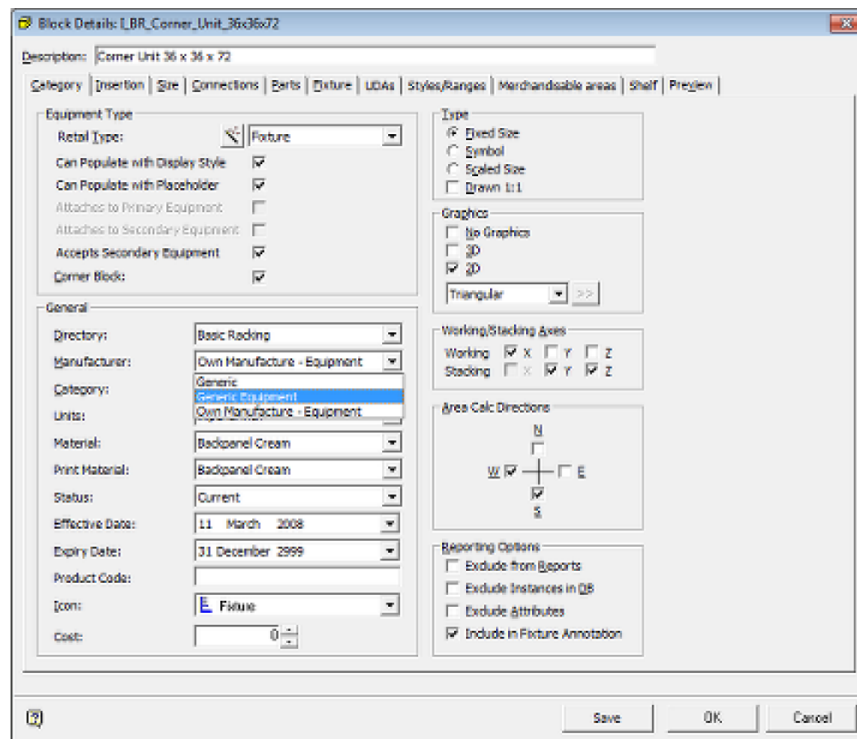 Block Details: I_BR_Corner_Unit_36x36x72
Description: Corner Unit 36 x 36 x 72
Category Insertion Size Connections Parts Fixture UDAs Styles/Ranges Merchandisable areas Shelf Preview
Equipment Type
Retail Type: Fixture
Can Populate with Display Style
Can Populate with Placeholder
Attaches to Primary Equipment
Attaches to Secondary Equipment
Accepts Secondary Equipment
Corner Block:
General
Directory: Basic Racking
Manufacturer: Own Manufacture - Equipment
Generic
Category: Generic Equipment
Own Manufacture - Equipment
Units:
Material: Backpanel Cream
Print Material: Backpanel Cream
Status: Current
Effective Date: 11 March 2008
Expiry Date: 31 December 2999
Product Code:
Icon: Fixture
Cost: 0
Type
Fixed Size
Symbol
Scaled Size
Drawn 1:1
Graphics
No Graphics
3D
2D
Triangular >>
Working/Stacking Axes
Working X Y Z
Stacking X Y Z
Area Calc Directions
N
W E
S
Reporting Options
Exclude from Reports
Exclude Instances in DB
Exclude Attributes
Include in Fixture Annotation
Save OK Cancel